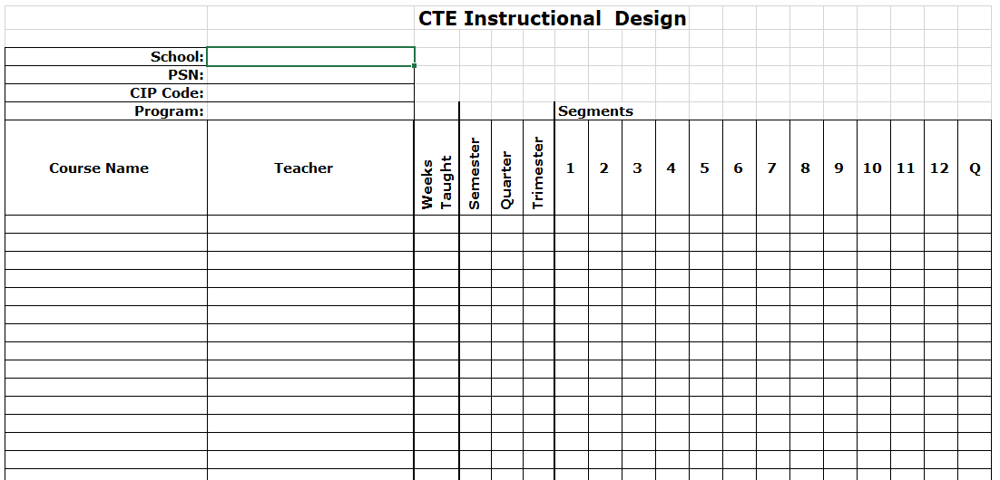 CTE Instructional  Design
School:
PSN:
CIP Code:
Program:
Segments
Course Name
Teacher
Weeks
Taught
Semester
Quarter
Trimester
1 2 3 4 5 6 7 8 9 10 11 12 Q